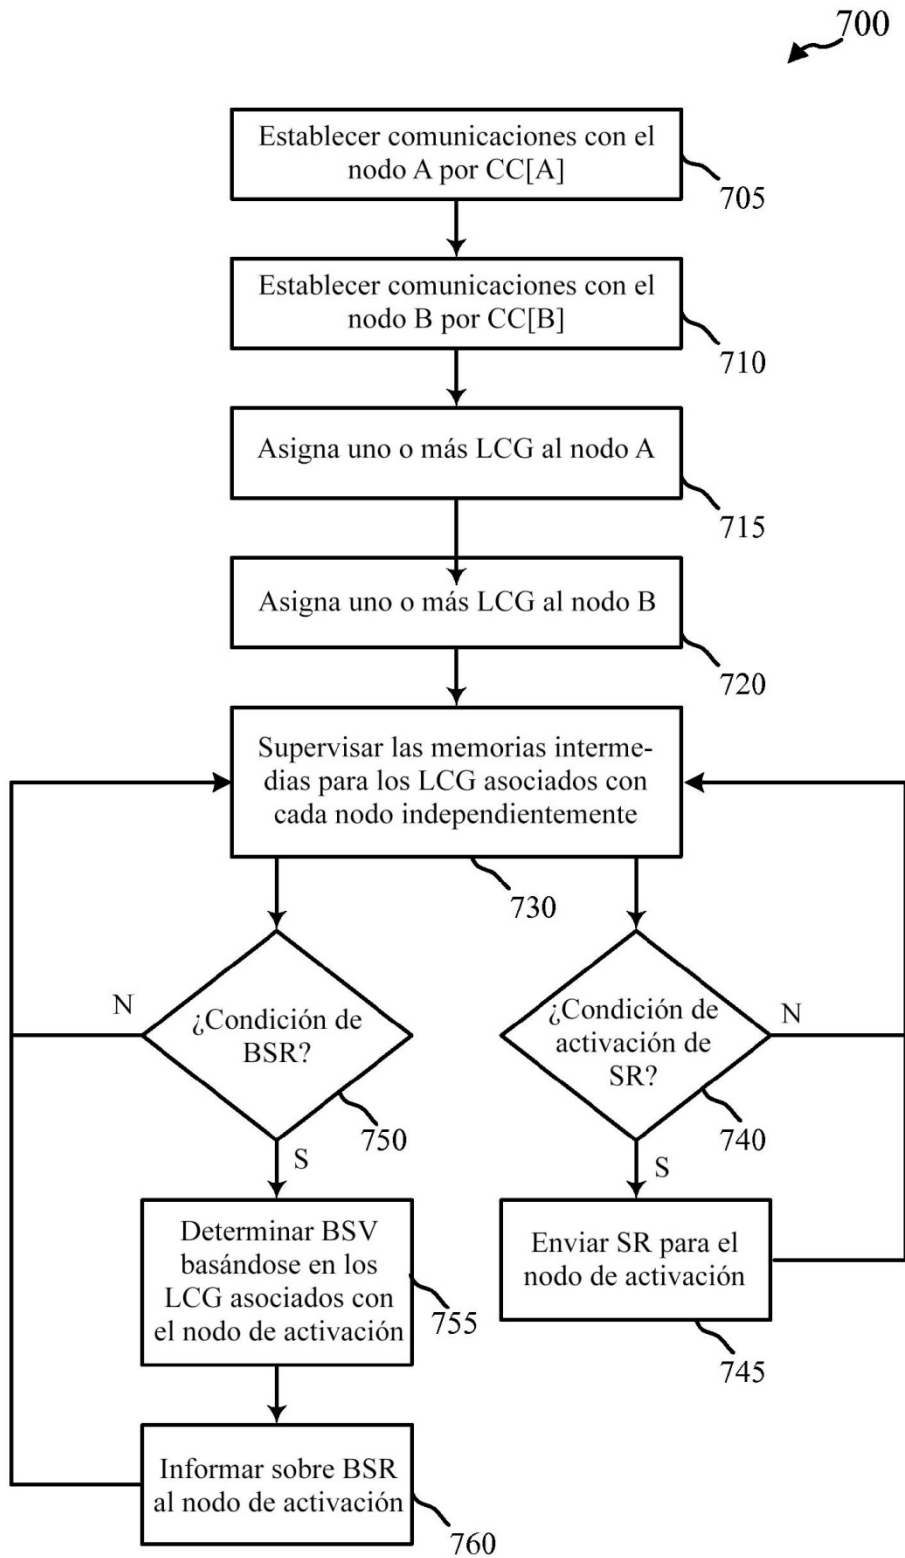 700
Establecer comunicaciones con el
nodo A por CC[A]
705
Establecer comunicaciones con el
nodo B por CC[B]
710
Asigna uno o más LCG al nodo A
715
Asigna uno o más LCG al nodo B
720
Supervisar las memorias interme-
dias para los LCG asociados con
cada nodo independientemente
730
¿Condición de
BSR?
N
750
S
¿Condición de
activación de
SR?
N
740
S
Determinar BSV
basándose en los
LCG asociados con
el nodo de activación
755
Enviar SR para el
nodo de activación
745
Informar sobre BSR
al nodo de activación
760